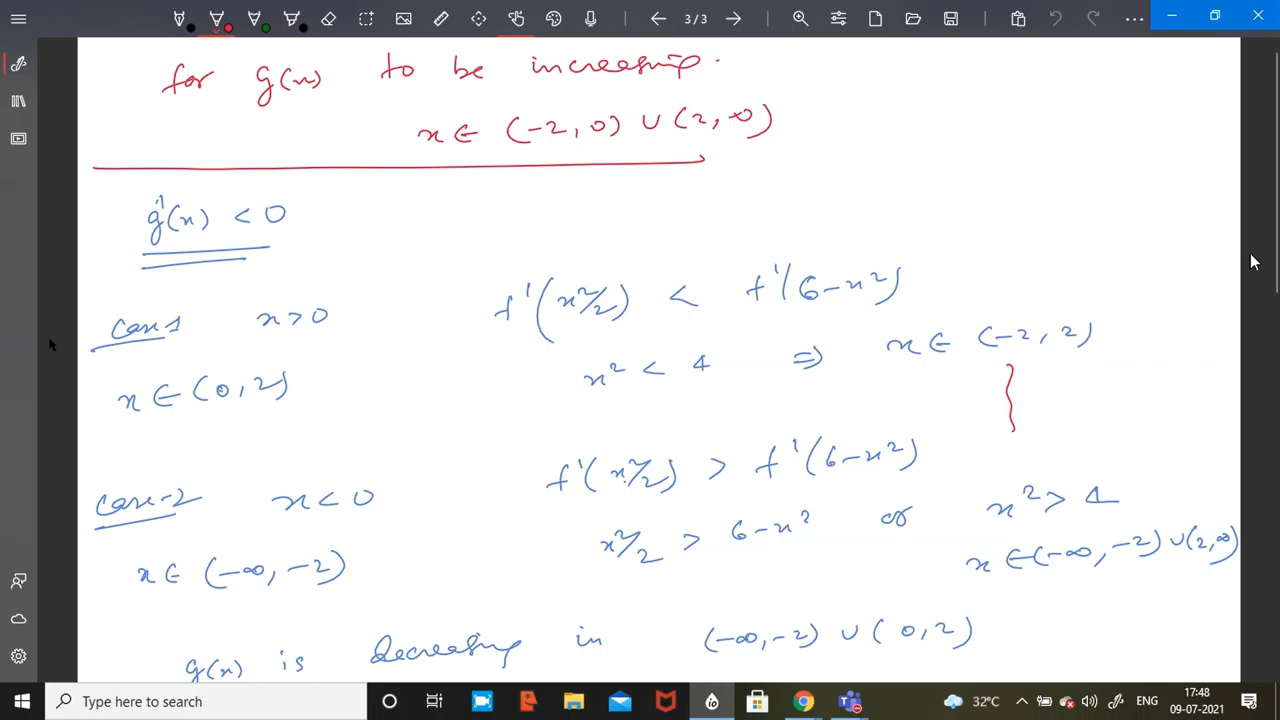 3/3
for g(x) to be increasing.
x ∈ (-2, 0) ∪ (2, ∞)
g'(x) < 0
Case 1 x > 0 f'(x²/2) < f'(6-x²)
x² < 4 ⇒ x ∈ (-2, 2)
x ∈ (0, 2)
f'(x²/2) > f'(6-x²)
Case-2 x < 0
x²/2 > 6-x² or x² > 4
x ∈ (-∞, -2) x ∈ (-∞, -2) ∪ (2, ∞)
g(x) is decreasing in (-∞, -2) ∪ (0, 2)
Type here to search
32°C
ENG
17:48
09-07-2021